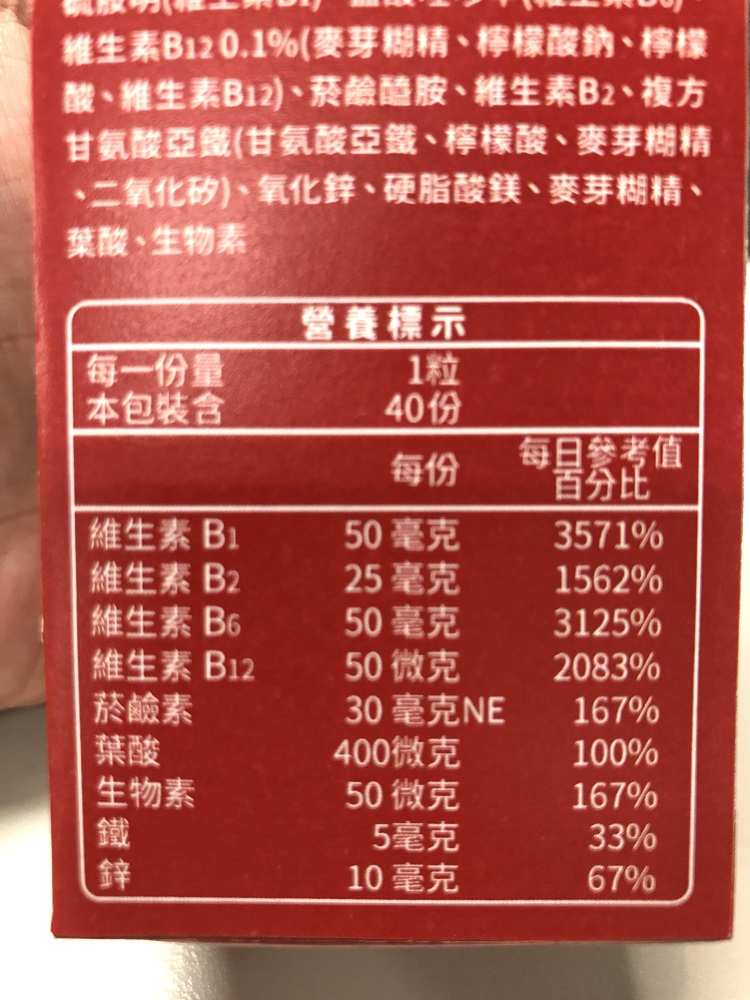 維生素B12 0.1%(麥芽糊精、檸檬酸鈉、檸檬
酸、維生素B12)、菸鹼醯胺、維生素B2、複方
甘氨酸亞鐵(甘氨酸亞鐵、檸檬酸、麥芽糊精
、二氧化矽)、氧化鋅、硬脂酸鎂、麥芽糊精、
葉酸、生物素
營養標示
每一份量 1粒
本包裝含 40份
每份 每日參考值
百分比
維生素 B1 50 毫克 3571%
維生素 B2 25 毫克 1562%
維生素 B6 50 毫克 3125%
維生素 B12 50 微克 2083%
菸鹼素 30 毫克NE 167%
葉酸 400微克 100%
生物素 50 微克 167%
鐵 5毫克 33%
鋅 10 毫克 67%